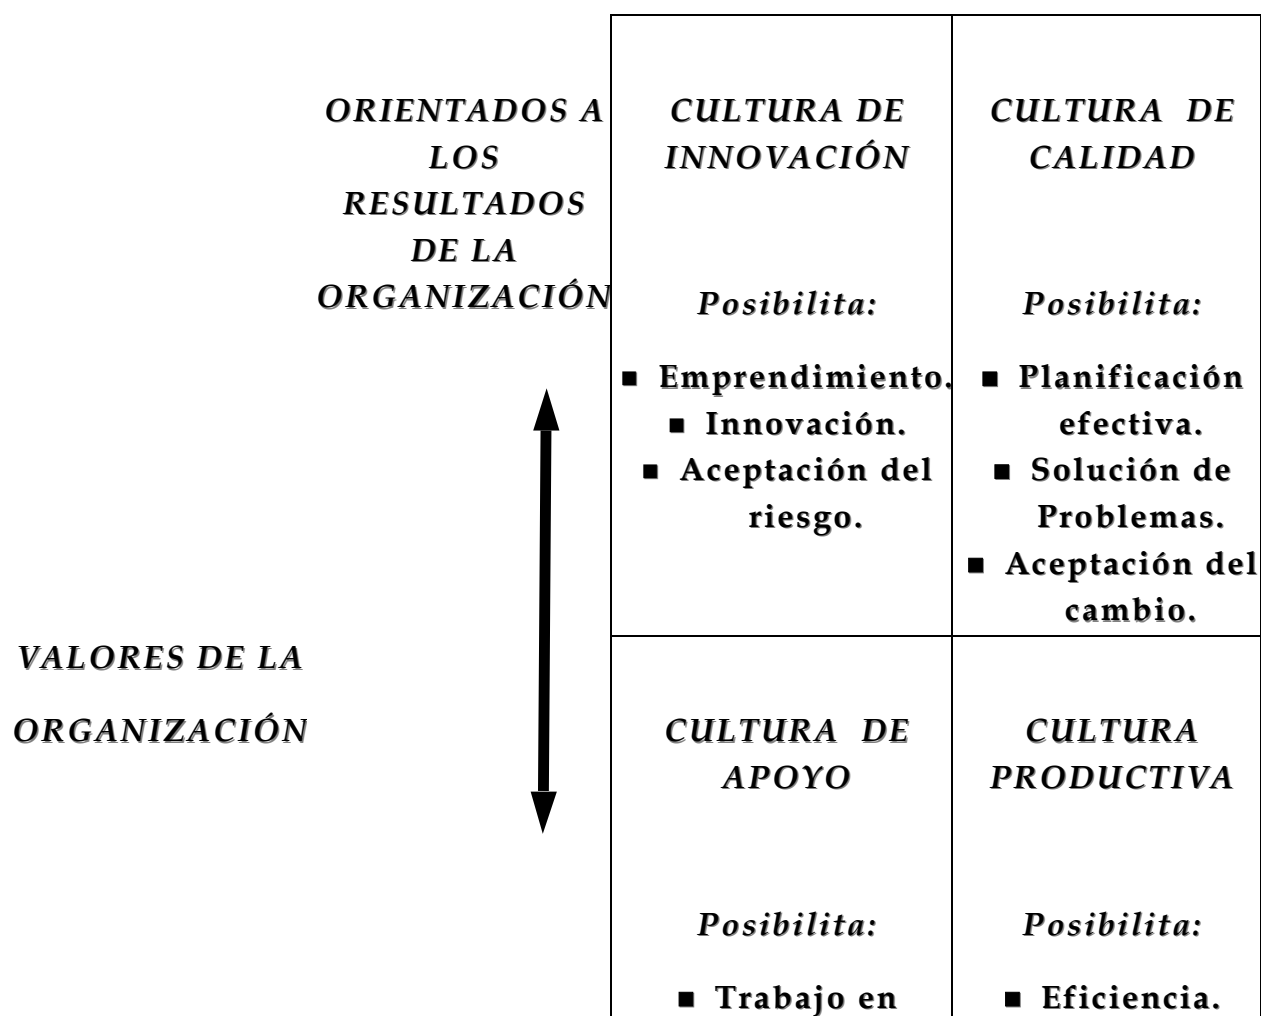 ORIENTADOS A
LOS
RESULTADOS
DE LA
ORGANIZACIÓN
CULTURA DE
INNOVACIÓN
Posibilita:
■ Emprendimiento.
■ Innovación.
■ Aceptación del
riesgo.
CULTURA DE
CALIDAD
Posibilita:
■ Planificación
efectiva.
■ Solución de
Problemas.
■ Aceptación del
cambio.
VALORES DE LA
ORGANIZACIÓN
CULTURA DE
APOYO
Posibilita:
■ Trabajo en
CULTURA
PRODUCTIVA
Posibilita:
■ Eficiencia.